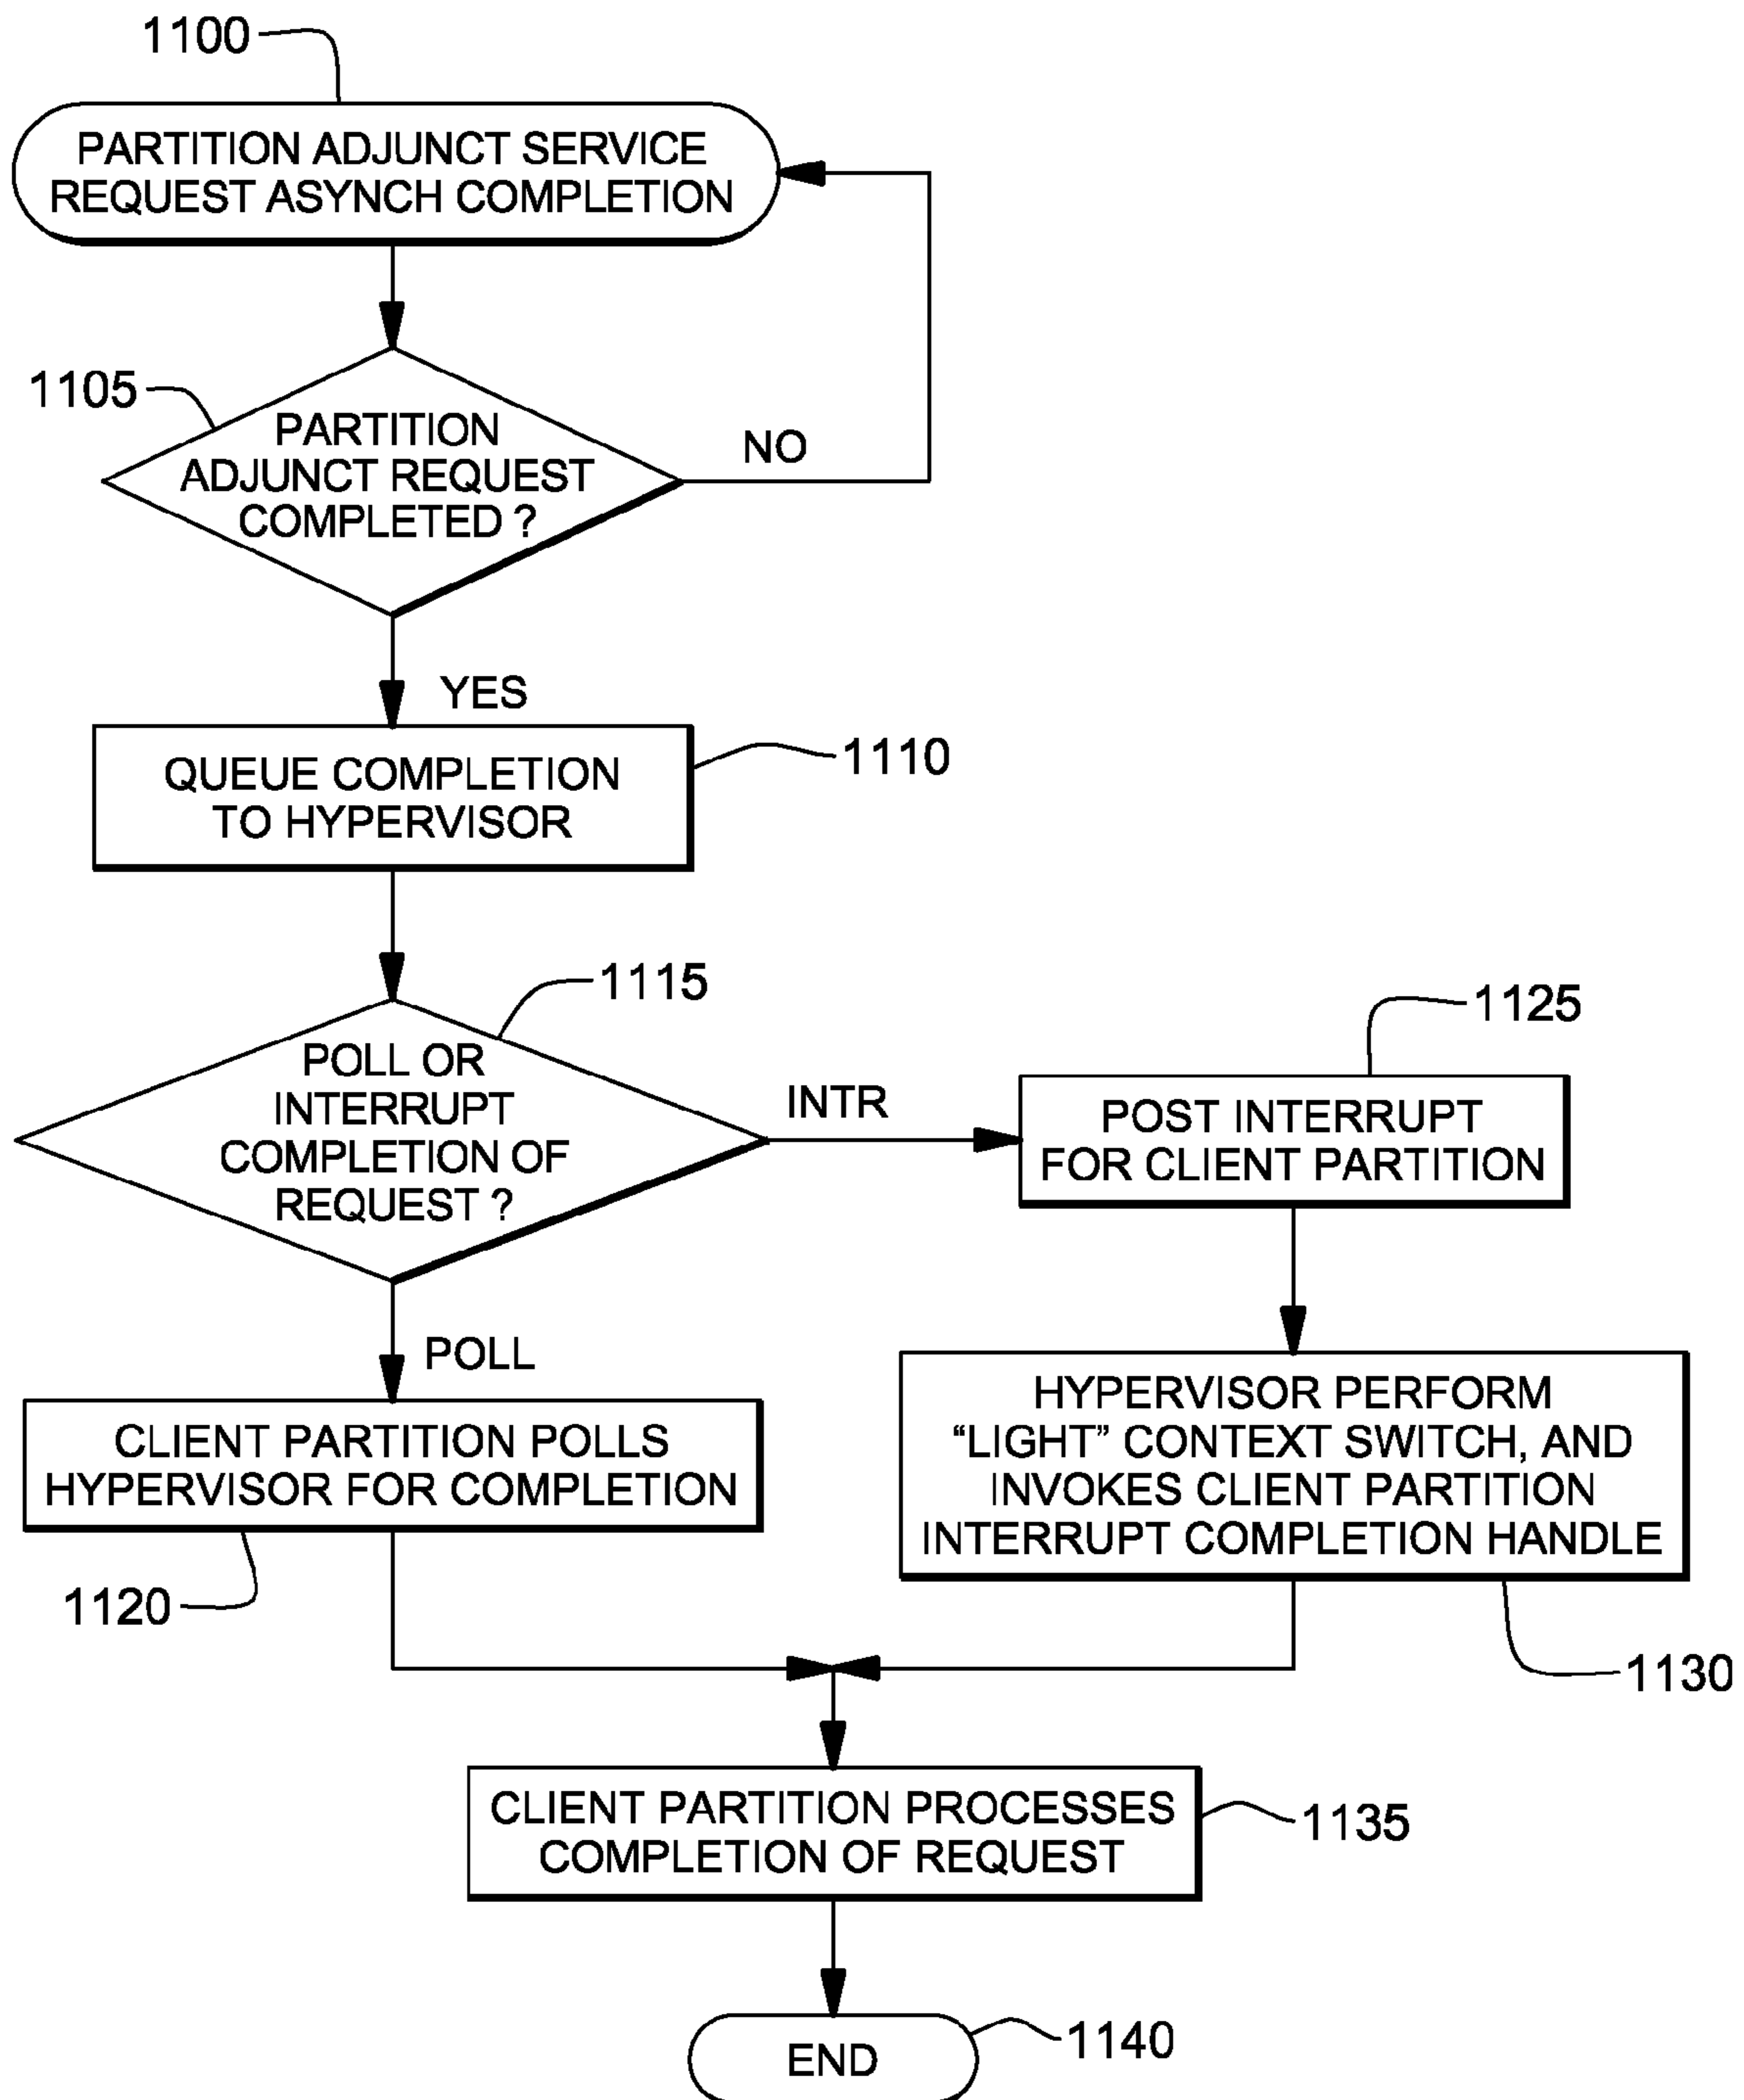 1100
PARTITION ADJUNCT SERVICE
REQUEST ASYNCH COMPLETION
1105
PARTITION
ADJUNCT REQUEST
COMPLETED ?
NO
YES
QUEUE COMPLETION
TO HYPERVISOR
1110
1115
POLL OR
INTERRUPT
COMPLETION OF
REQUEST ?
INTR
1125
POST INTERRUPT
FOR CLIENT PARTITION
POLL
CLIENT PARTITION POLLS
HYPERVISOR FOR COMPLETION
1120
HYPERVISOR PERFORM
“LIGHT” CONTEXT SWITCH, AND
INVOKES CLIENT PARTITION
INTERRUPT COMPLETION HANDLE
1130
CLIENT PARTITION PROCESSES
COMPLETION OF REQUEST
1135
END
1140